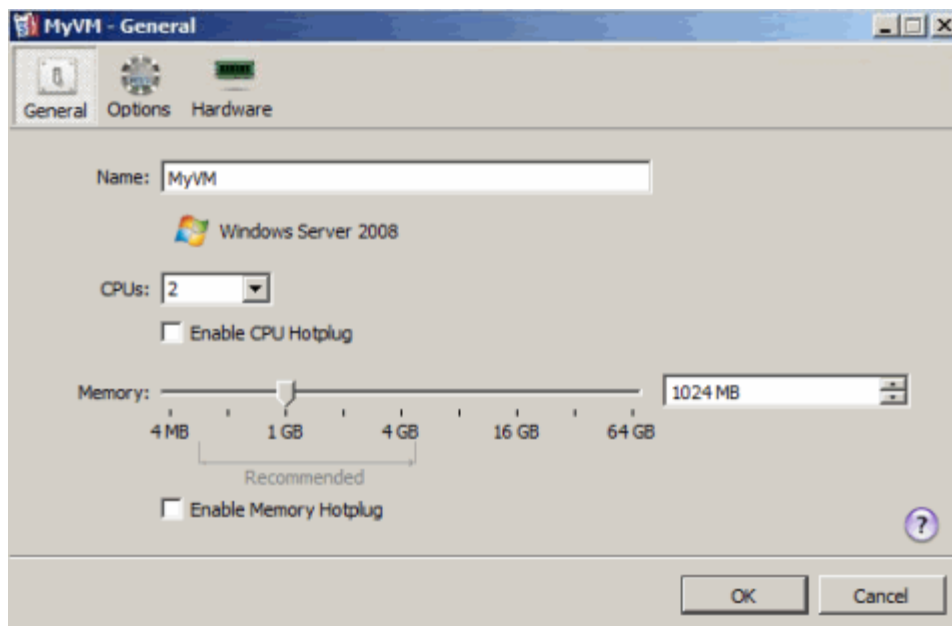 MyVM - General
General Options Hardware
Name: MyVM
Windows Server 2008
CPUs: 2
Enable CPU Hotplug
Memory: 1024 MB
4 MB 1 GB 4 GB 16 GB 64 GB
Recommended
Enable Memory Hotplug
?
OK Cancel